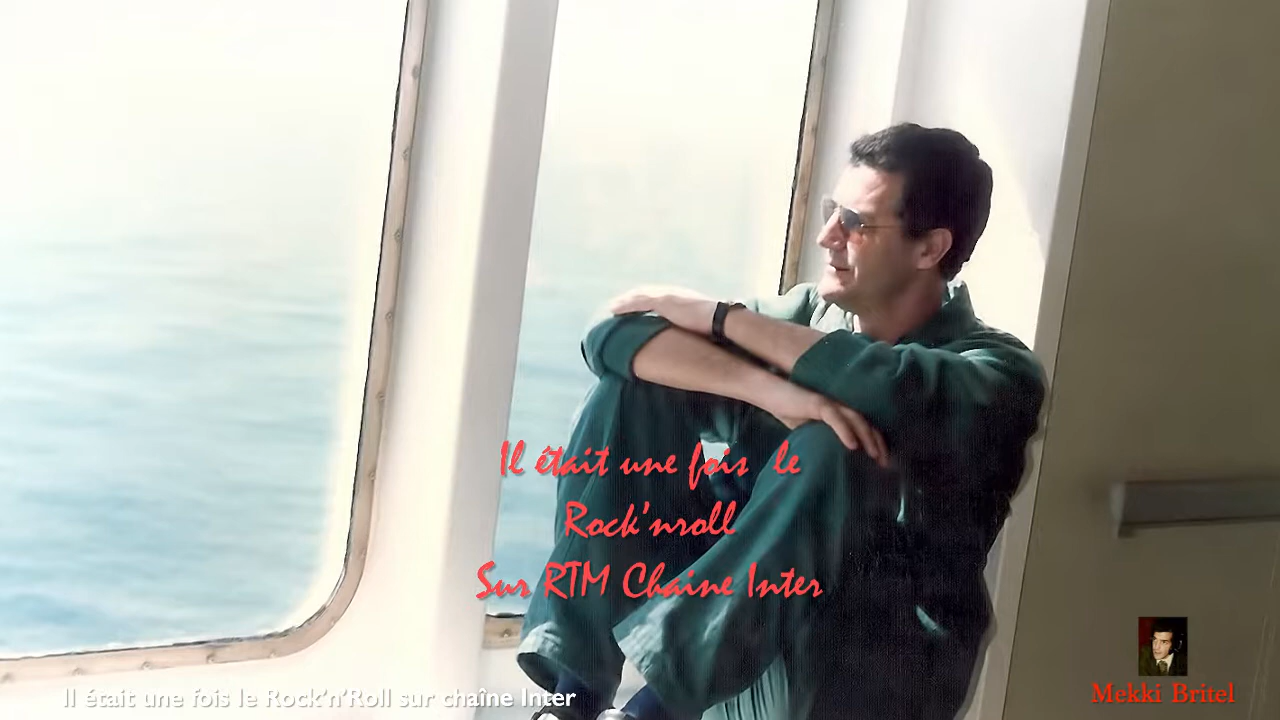 Il était une fois le
Rock'nroll
Sur RTM Chaine Inter
Il était une fois le Rock'n'Roll sur chaîne Inter
Mekki Britel